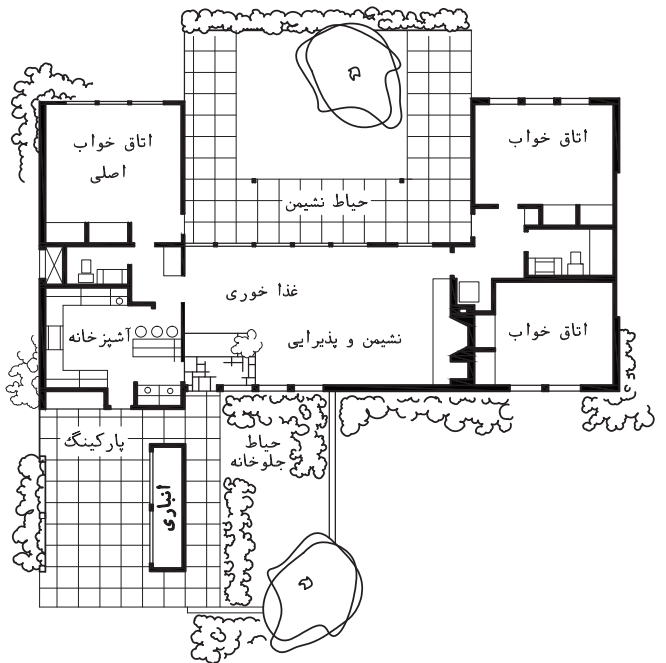 اتاق خواب
اتاق خواب
اصلی
حیاط نشیمن
غذا خوری
نشیمن و پذیرایی
آشپزخانه
اتاق خواب
پارکینگ
حیاط
جلوخانه
انباری